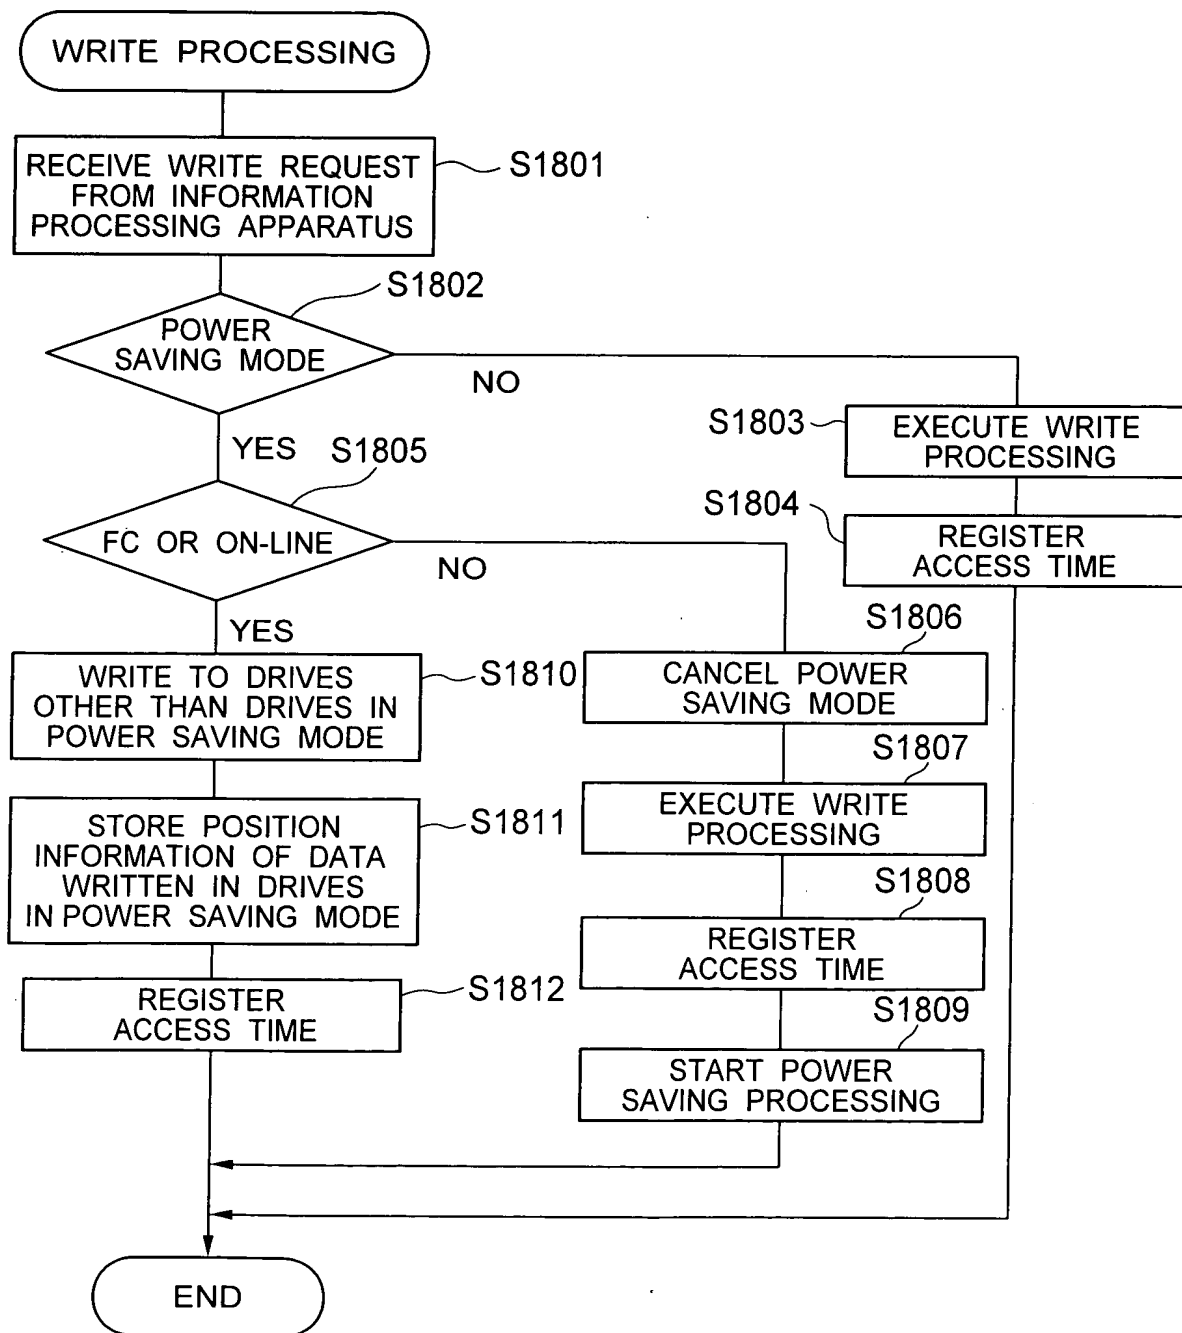 WRITE PROCESSING
RECEIVE WRITE REQUEST
FROM INFORMATION
PROCESSING APPARATUS
S1801
S1802
POWER
SAVING MODE
NO
YES
S1803
EXECUTE WRITE
PROCESSING
S1804
REGISTER
ACCESS TIME
S1805
FC OR ON-LINE
NO
YES
S1806
CANCEL POWER
SAVING MODE
S1807
EXECUTE WRITE
PROCESSING
S1808
REGISTER
ACCESS TIME
S1809
START POWER
SAVING PROCESSING
WRITE TO DRIVES
OTHER THAN DRIVES IN
POWER SAVING MODE
S1810
STORE POSITION
INFORMATION OF DATA
WRITTEN IN DRIVES
IN POWER SAVING MODE
S1811
REGISTER
ACCESS TIME
S1812
END